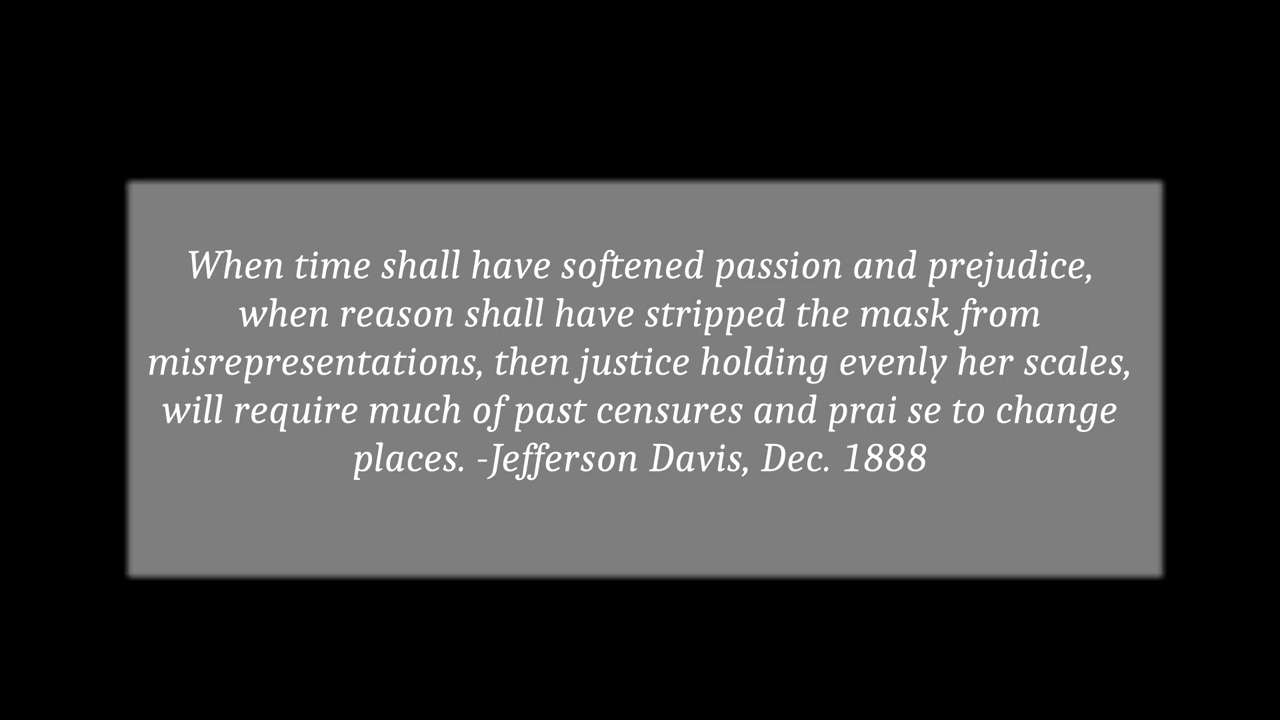 When time shall have softened passion and prejudice,
when reason shall have stripped the mask from
misrepresentations, then justice holding evenly her scales,
will require much of past censures and prai se to change
places. -Jefferson Davis, Dec. 1888